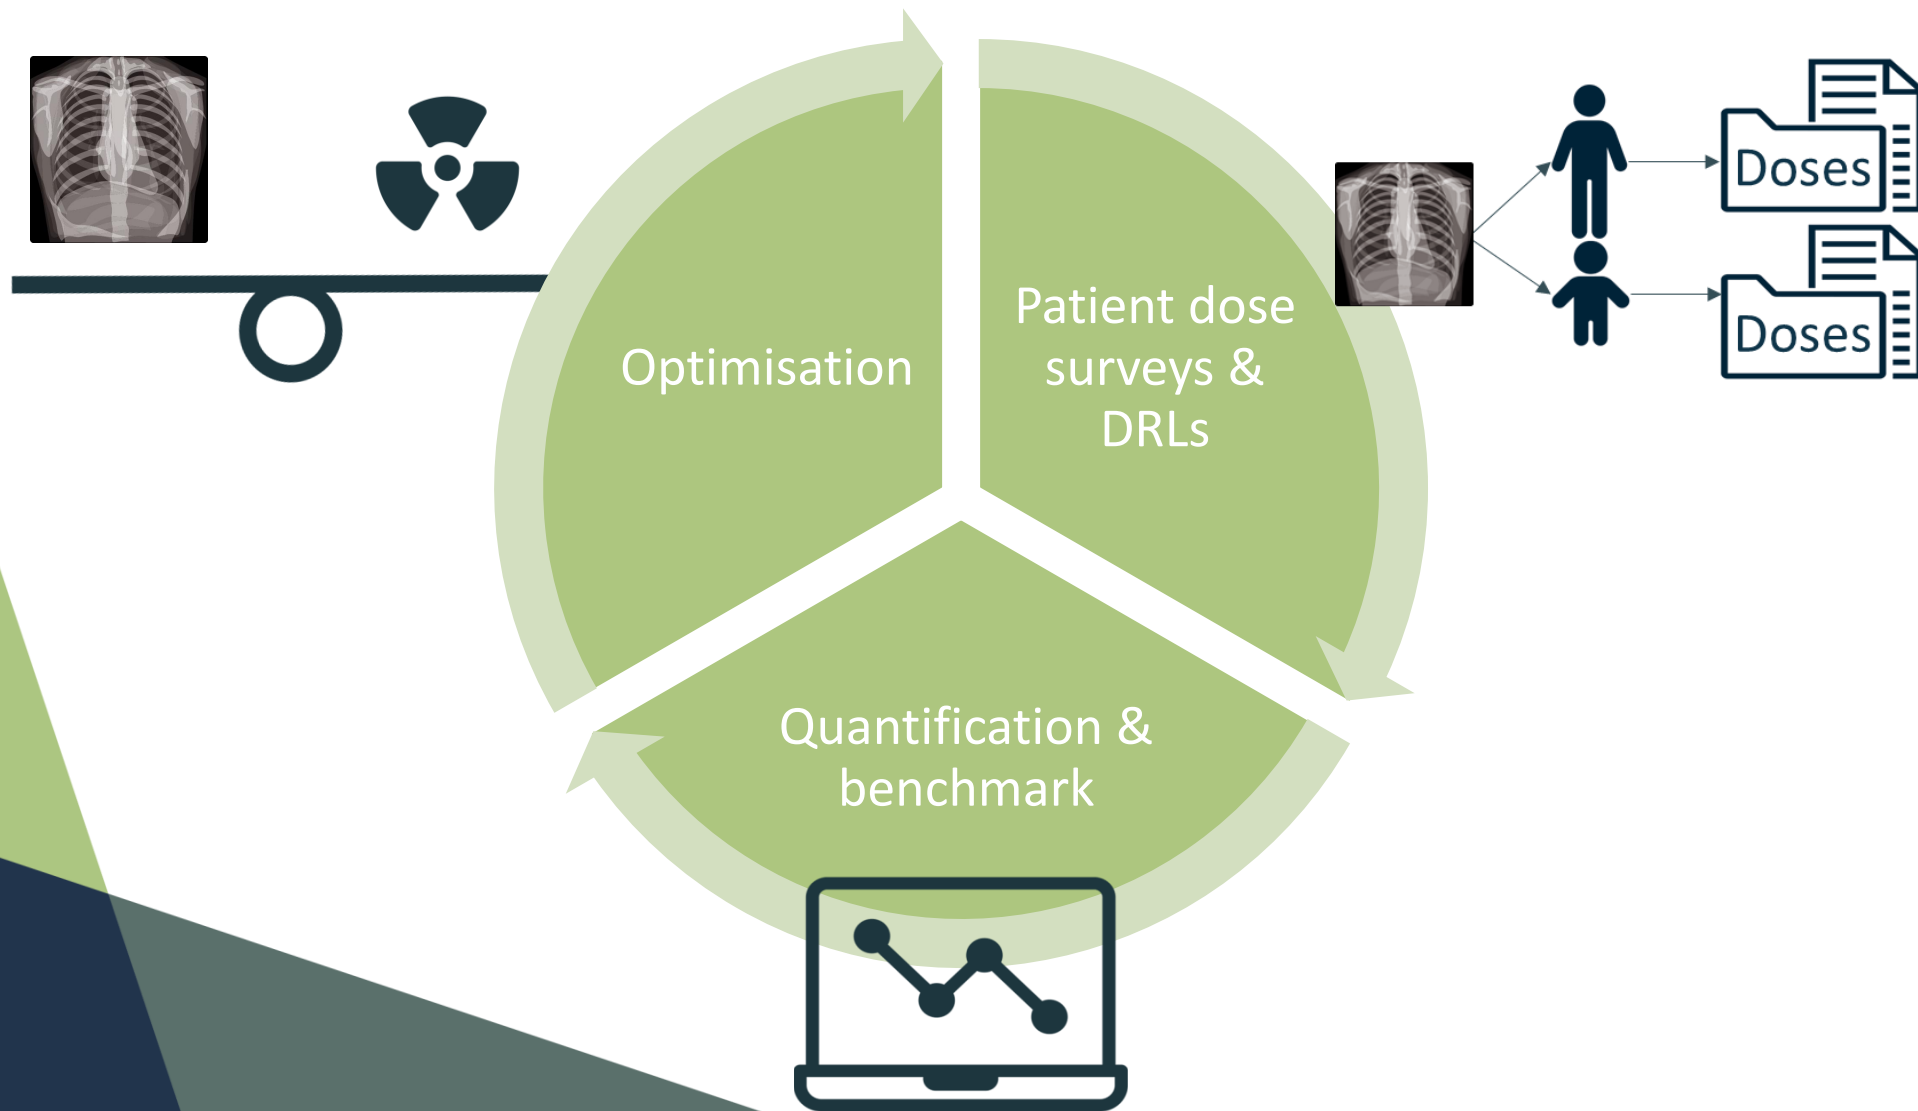 Optimisation
Patient dose
surveys &
DRLs
Quantification &
benchmark
Doses
Doses